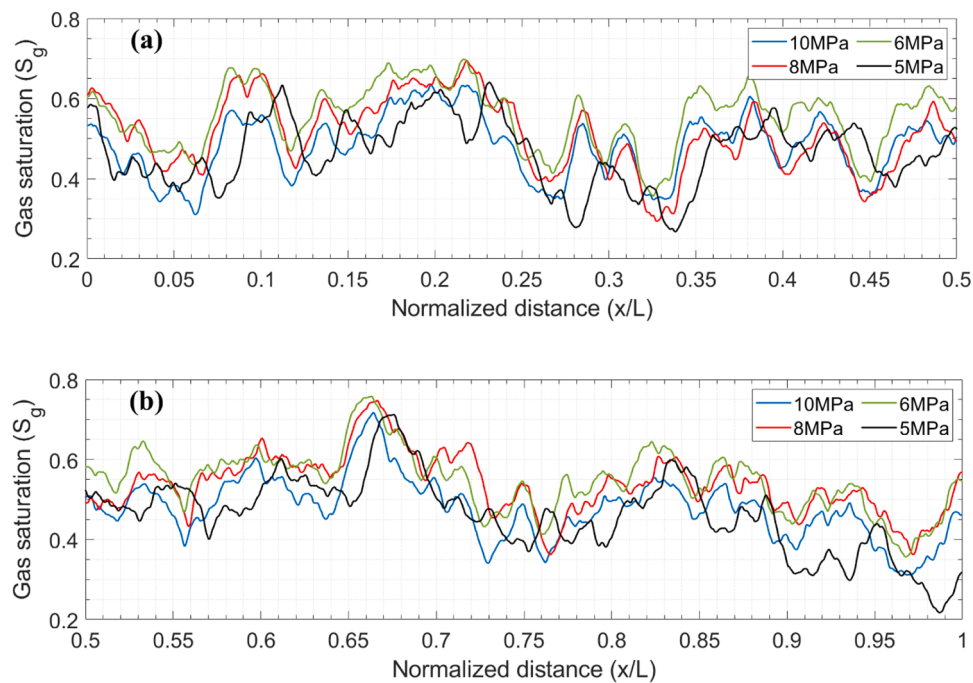 (a)
10MPa 6MPa
8MPa 5MPa
Gas saturation (Sg)
0.8
0.6
0.4
0.2
0 0.05 0.1 0.15 0.2 0.25 0.3 0.35 0.4 0.45 0.5
Normalized distance (x/L)
(b)
10MPa 6MPa
8MPa 5MPa
Gas saturation (Sg)
0.8
0.6
0.4
0.2
0.5 0.55 0.6 0.65 0.7 0.75 0.8 0.85 0.9 0.95 1
Normalized distance (x/L)